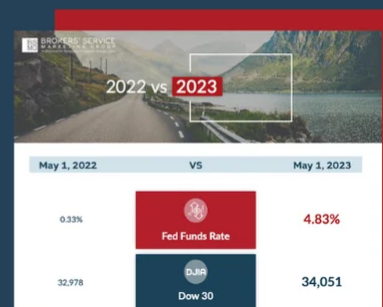 BROKERS' SERVICE
MARKETING GROUP
2022 vs 2023
May 1, 2022 VS May 1, 2023
0.33% Fed Funds Rate 4.83%
DJIA
32,978 Dow 30 34,051